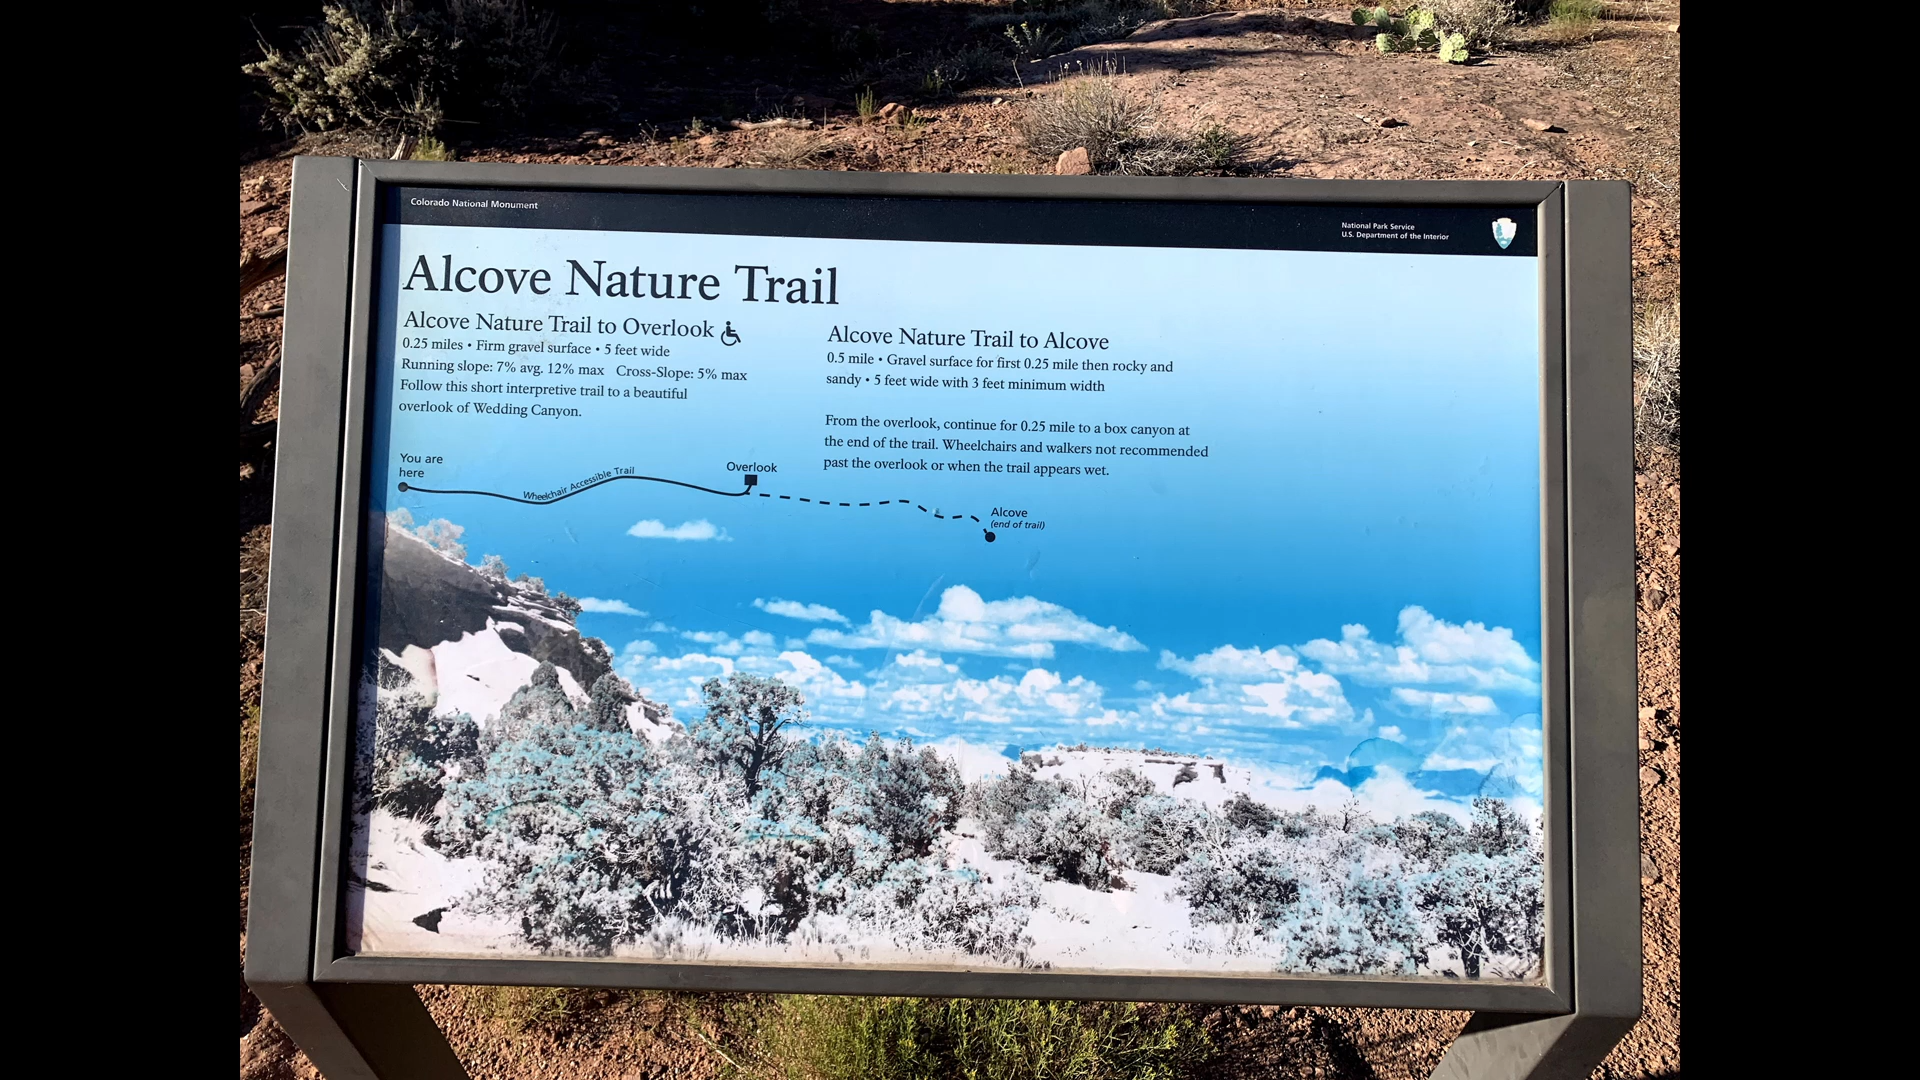 Colorado National Monument
National Park Service
U.S. Department of the Interior
Alcove Nature Trail
Alcove Nature Trail to Overlook
0.25 miles • Firm gravel surface • 5 feet wide
Running slope: 7% avg. 12% max Cross-Slope: 5% max
Follow this short interpretive trail to a beautiful
overlook of Wedding Canyon.
Alcove Nature Trail to Alcove
0.5 mile • Gravel surface for first 0.25 mile then rocky and
sandy • 5 feet wide with 3 feet minimum width
From the overlook, continue for 0.25 mile to a box canyon at
the end of the trail. Wheelchairs and walkers not recommended
past the overlook or when the trail appears wet.
You are
here
Wheelchair Accessible Trail
Overlook
Alcove
(end of trail)